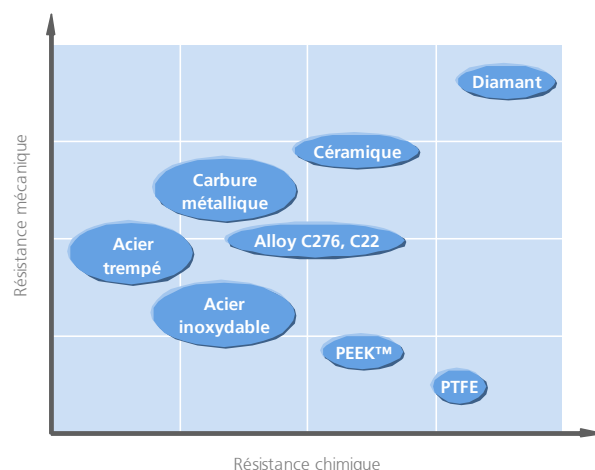 Diamant
Céramique
Carbure
métallique
Alloy C276, C22
Acier
trempé
Acier
inoxydable
PEEK™
PTFE
Résistance mécanique
Résistance chimique